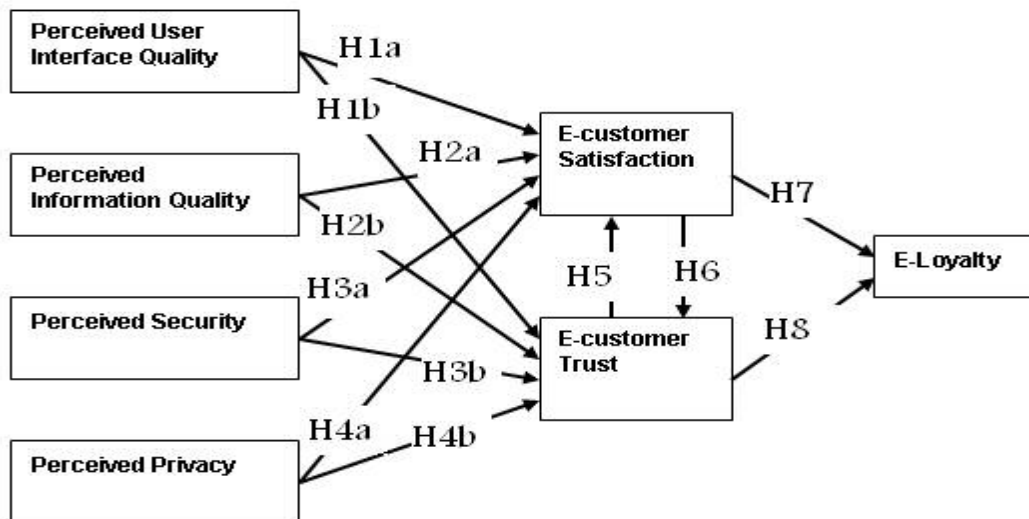 Perceived User
Interface Quality
H1a
H1b
Perceived
Information Quality
H2a
H2b
Perceived Security
H3a
H3b
Perceived Privacy
H4a
H4b
E-customer
Satisfaction
H5
H6
E-customer
Trust
H7
H8
E-Loyalty